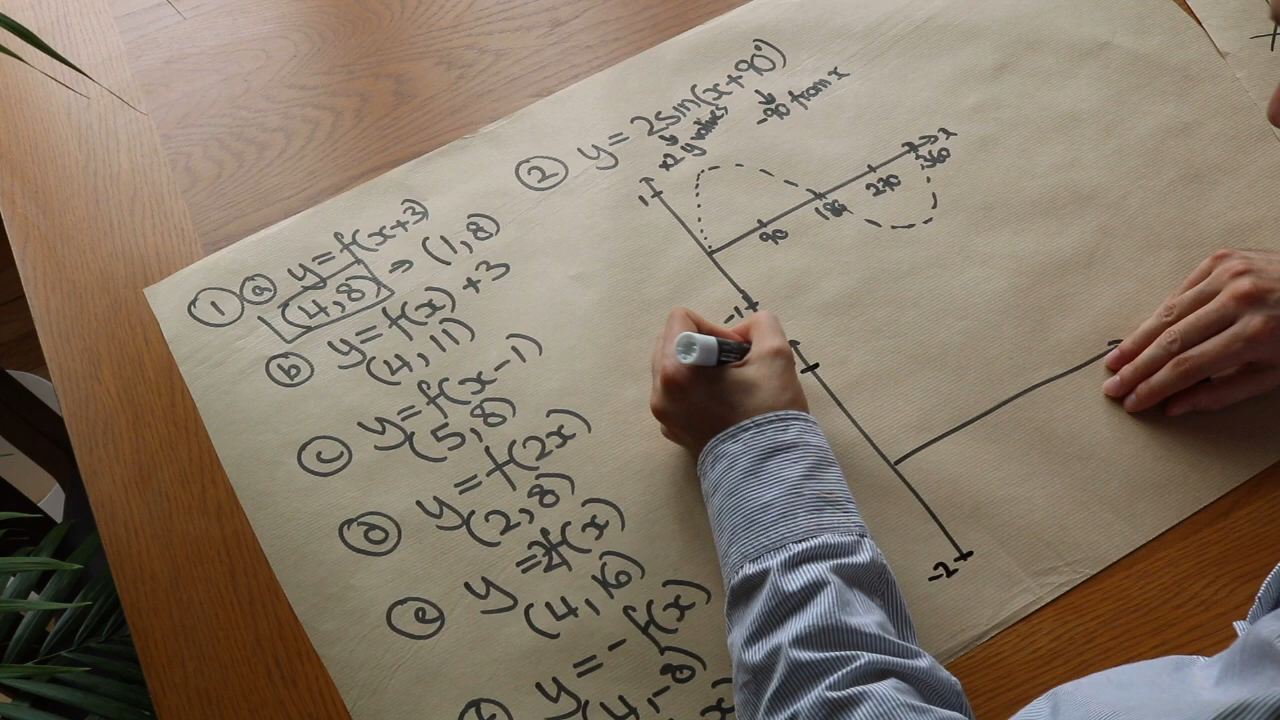 ① ⓐ y = f(x+3)
(4,8) → (1,8)
ⓑ y = f(x) +3
(4, 11)
ⓒ y = f(x-1)
(5,8)
ⓓ y = f(2x)
(2,8)
ⓔ y = 2f(x)
(4, 16)
y = - f(x)
(4,-8)
② y = 2sin(x+90)
x2 y values
-90 from x
1
90
180
270
360 x
-1
-2